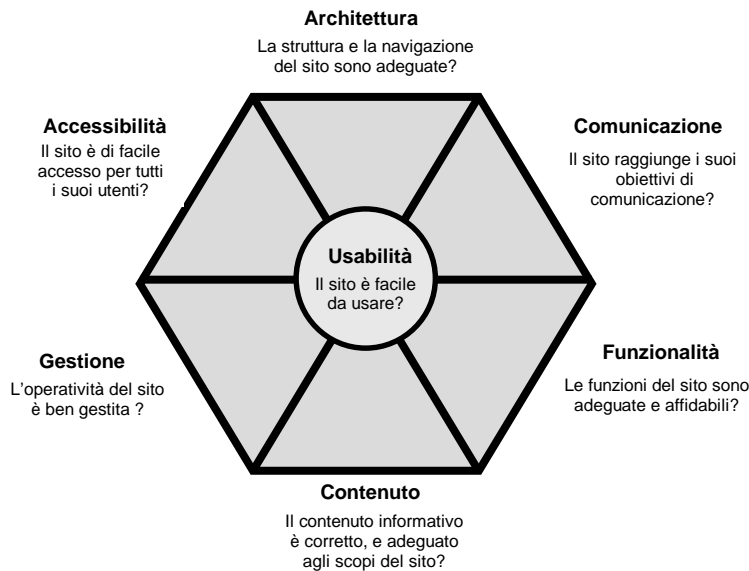 Architettura
La struttura e la navigazione
del sito sono adeguate?
Accessibilità
Il sito è di facile
accesso per tutti
i suoi utenti?
Comunicazione
Il sito raggiunge i suoi
obiettivi di
comunicazione?
Usabilità
Il sito è facile
da usare?
Gestione
L'operatività del sito
è ben gestita ?
Funzionalità
Le funzioni del sito sono
adeguate e affidabili?
Contenuto
Il contenuto informativo
è corretto, e adeguato
agli scopi del sito?